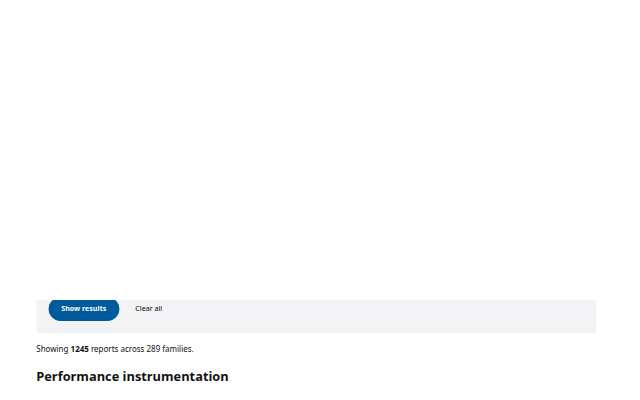 Show results Clear all
Showing 1245 reports across 289 families.
Performance instrumentation